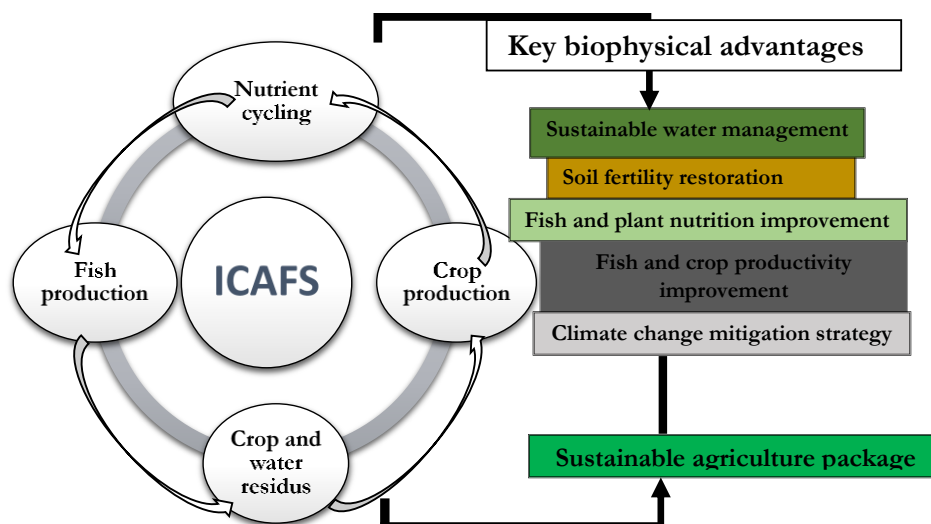 Key biophysical advantages
Nutrient
cycling
Sustainable water management
Soil fertility restoration
Fish and plant nutrition improvement
Fish
production
ICAFS
Crop
production
Fish and crop productivity
improvement
Climate change mitigation strategy
Crop and
water
residus
Sustainable agriculture package